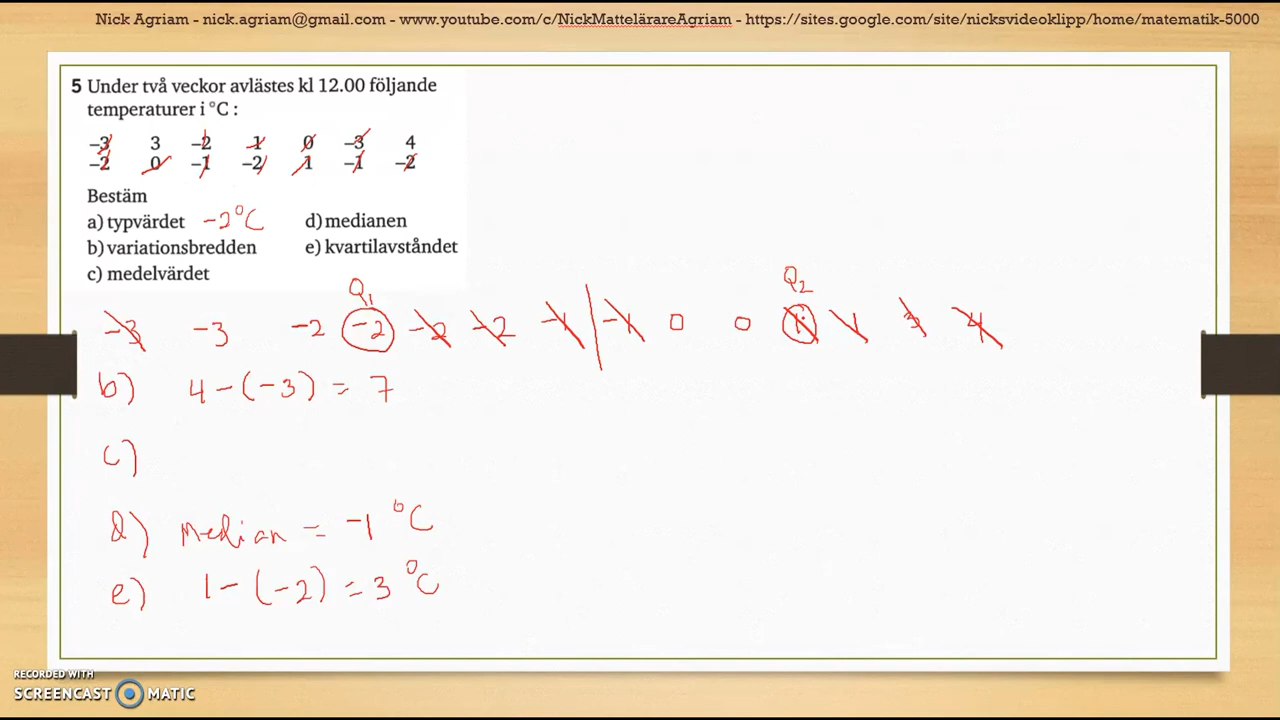 Nick Agriam - nick.agriam@gmail.com - www.youtube.com/c/NickMattelärareAgriam - https://sites.google.com/site/nicksvideoklipp/home/matematik-5000
5 Under två veckor avlästes kl 12.00 följande
temperaturer i °C :
-3 3 -2 1 0 -3 4
-2 0 -1 -2 1 -1 -2
Bestäm
a) typvärdet -2°C d) medianen
b) variationsbredden e) kvartilavståndet
c) medelvärdet
Q1 Q2
-3 -3 -2 -2 -2 -2 -1 | -1 0 0 1 1 3 4
b) 4-(-3) = 7
c)
d) Median = -1 °C
e) 1-(-2) = 3 °C
RECORDED WITH
SCREENCAST MATIC